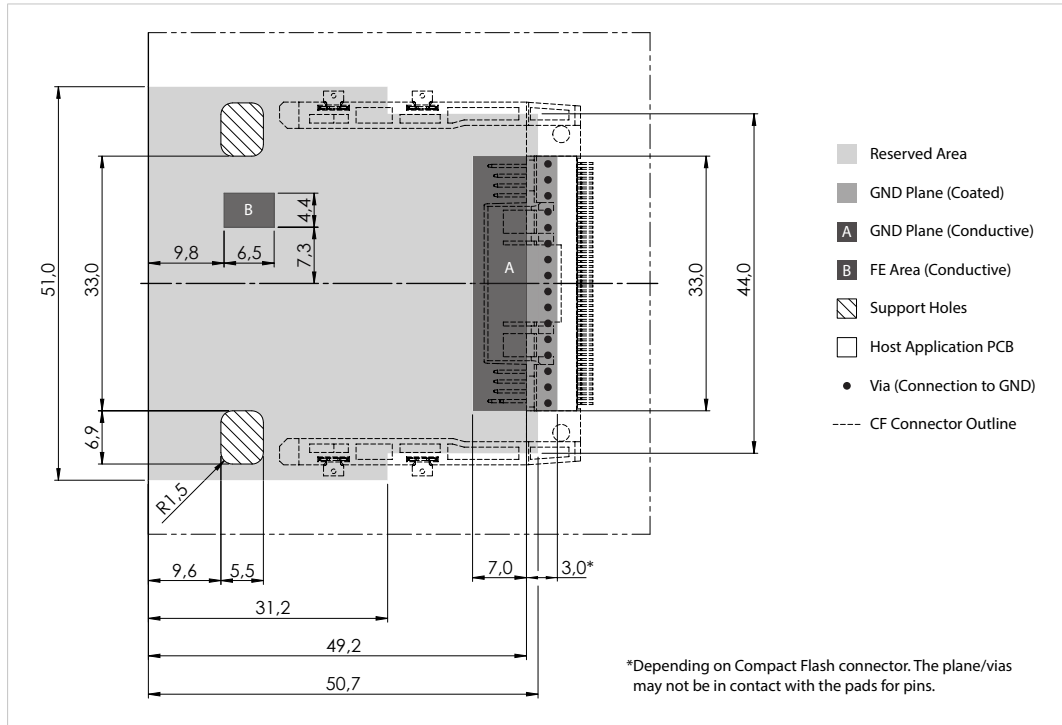 51,0
33,0
6,9
R1,5
9,8
6,5
4,4
7,3
B
A
33,0
44,0
9,6
5,5
7,0
3,0*
31,2
49,2
50,7
Reserved Area
GND Plane (Coated)
A GND Plane (Conductive)
B FE Area (Conductive)
Support Holes
Host Application PCB
Via (Connection to GND)
CF Connector Outline
*Depending on Compact Flash connector. The plane/vias
may not be in contact with the pads for pins.